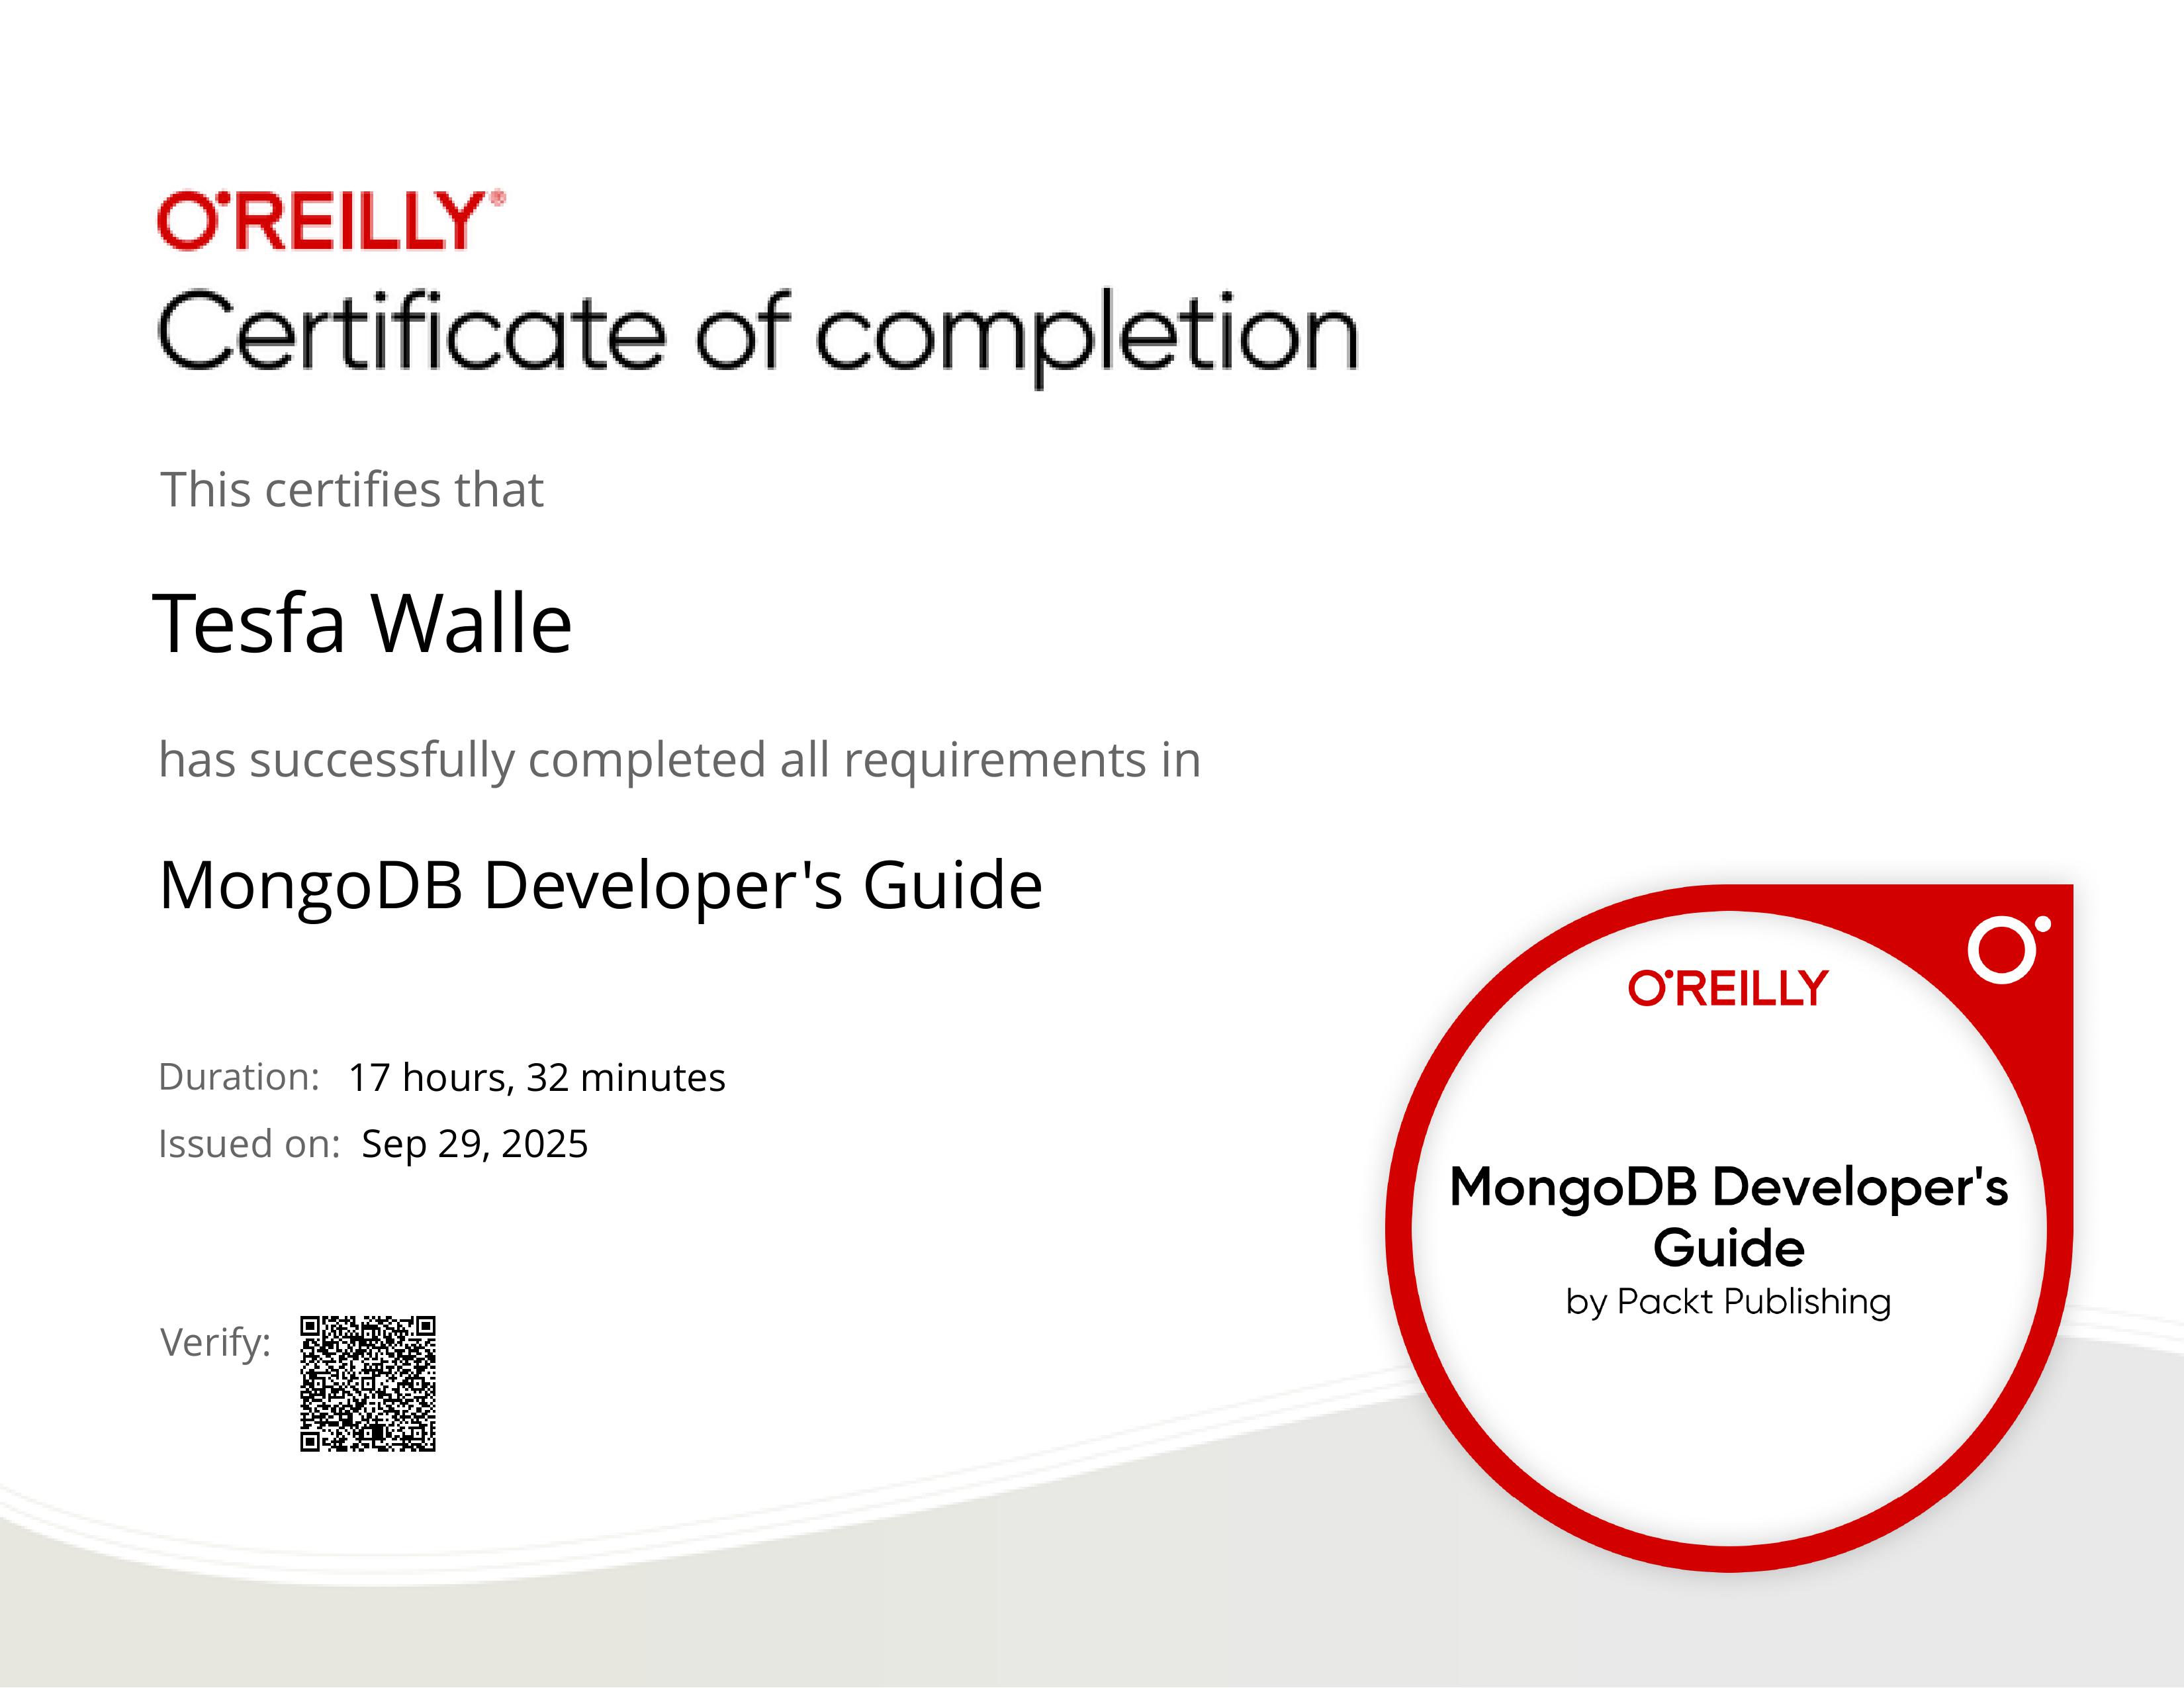 O'REILLY®
Certificate of completion
This certifies that
Tesfa Walle
has successfully completed all requirements in
MongoDB Developer's Guide
Duration: 17 hours, 32 minutes
Issued on: Sep 29, 2025
Verify:
O'REILLY
MongoDB Developer's
Guide
by Packt Publishing